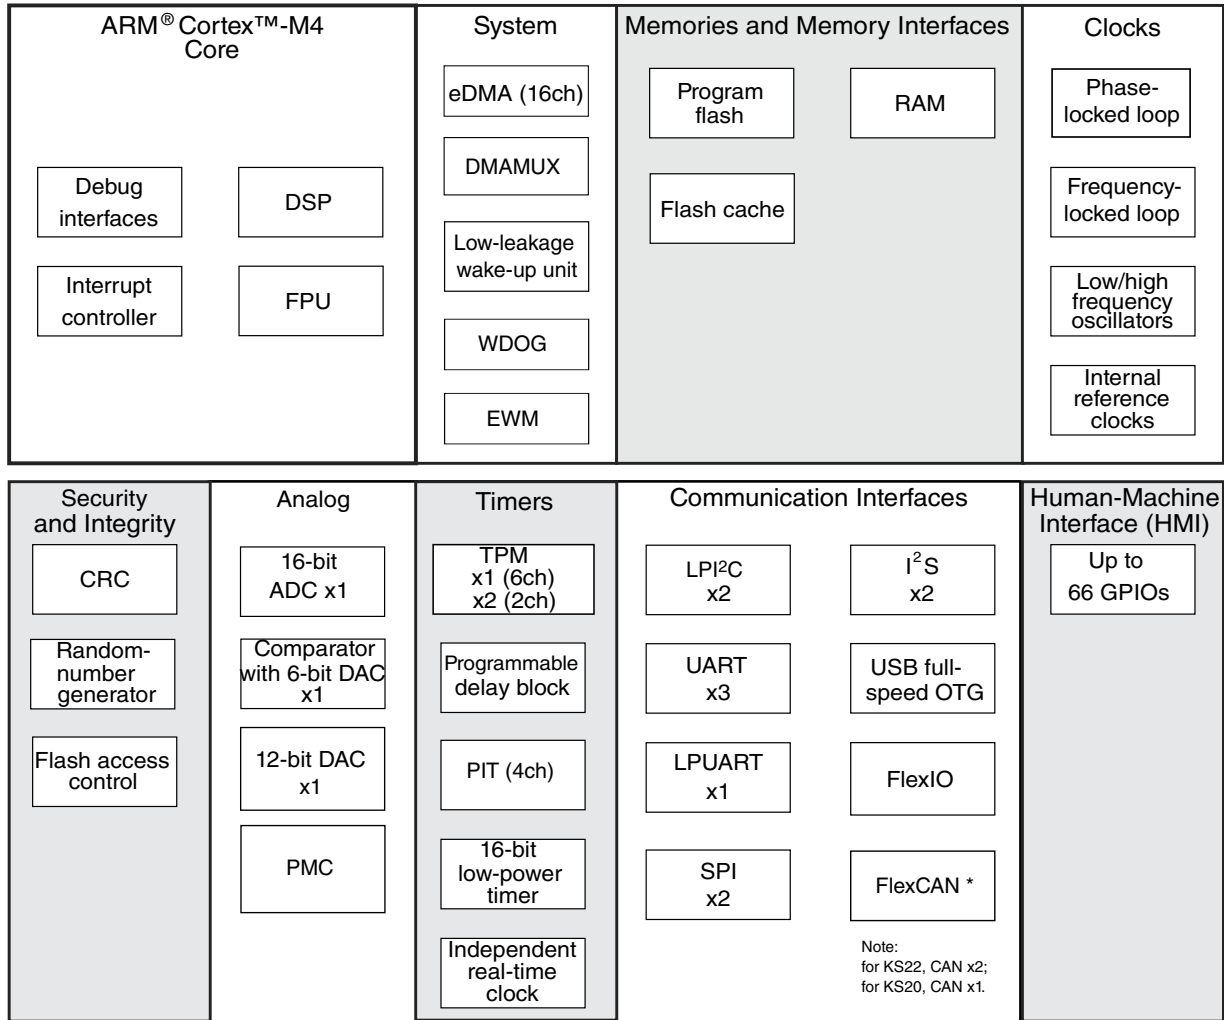 ARM® Cortex™-M4
Core
Debug
interfaces
DSP
Interrupt
controller
FPU
System
eDMA (16ch)
DMAMUX
Low-leakage
wake-up unit
WDOG
EWM
Memories and Memory Interfaces
Program
flash
RAM
Flash cache
Clocks
Phase-
locked loop
Frequency-
locked loop
Low/high
frequency
oscillators
Internal
reference
clocks
Security
and Integrity
CRC
Random-
number
generator
Flash access
control
Analog
16-bit
ADC x1
Comparator
with 6-bit DAC
x1
12-bit DAC
x1
PMC
Timers
TPM
x1 (6ch)
x2 (2ch)
Programmable
delay block
PIT (4ch)
16-bit
low-power
timer
Independent
real-time
clock
Communication Interfaces
LPI²C
x2
I²S
x2
UART
x3
USB full-
speed OTG
LPUART
x1
FlexIO
SPI
x2
FlexCAN *
Note:
for KS22, CAN x2;
for KS20, CAN x1.
Human-Machine
Interface (HMI)
Up to
66 GPIOs